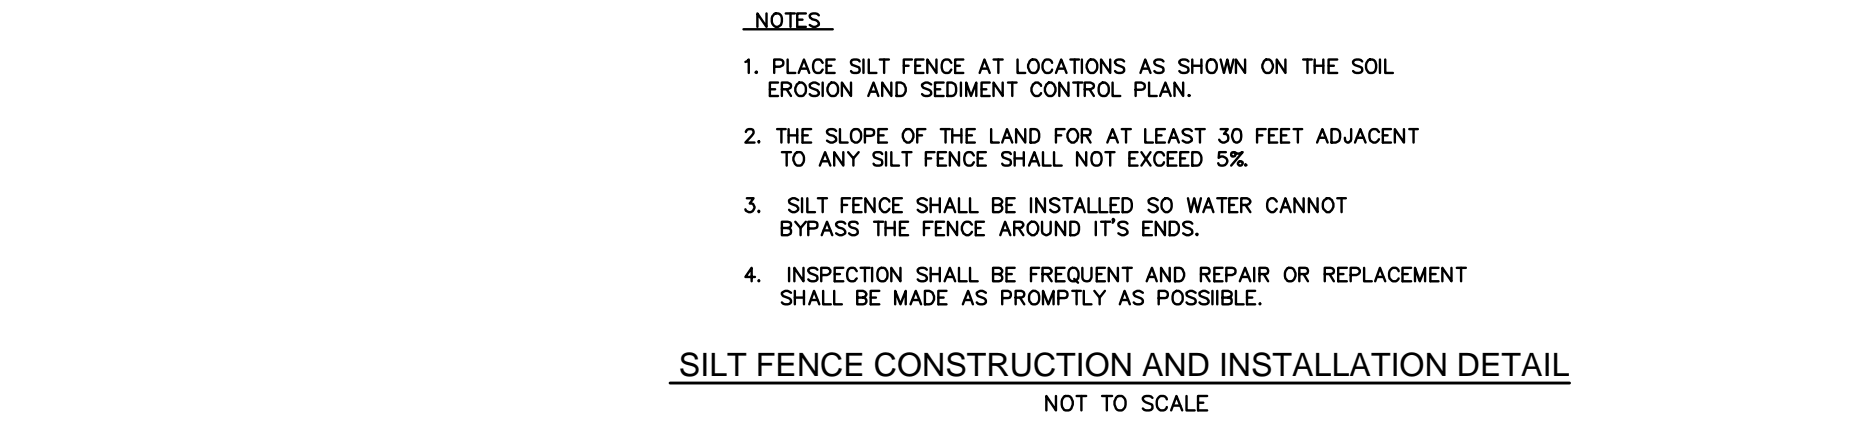 NOTES
1. PLACE SILT FENCE AT LOCATIONS AS SHOWN ON THE SOIL
EROSION AND SEDIMENT CONTROL PLAN.
2. THE SLOPE OF THE LAND FOR AT LEAST 30 FEET ADJACENT
TO ANY SILT FENCE SHALL NOT EXCEED 5%.
3. SILT FENCE SHALL BE INSTALLED SO WATER CANNOT
BYPASS THE FENCE AROUND IT'S ENDS.
4. INSPECTION SHALL BE FREQUENT AND REPAIR OR REPLACEMENT
SHALL BE MADE AS PROMPTLY AS POSSIIBLE.
SILT FENCE CONSTRUCTION AND INSTALLATION DETAIL
NOT TO SCALE